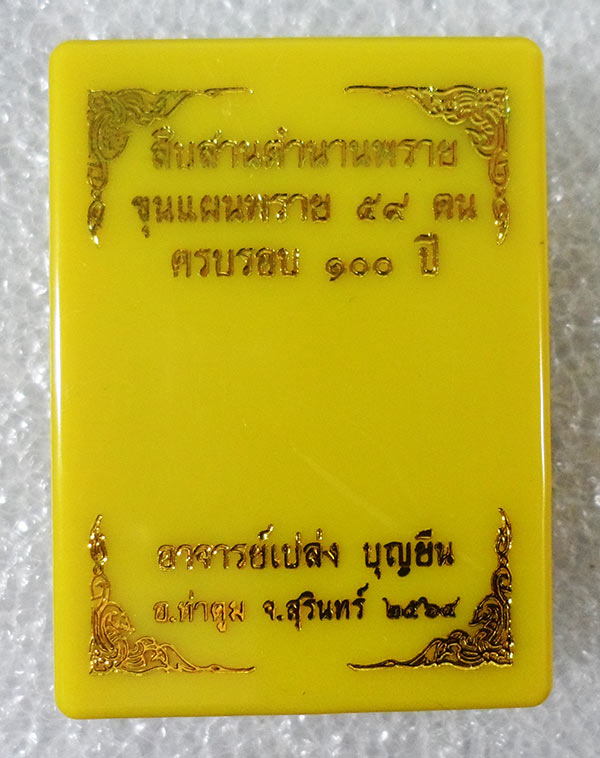 สืบสานตำนานพราย
ขุนแผนพราย ๕๘ ตน
ครบรอบ ๑๐๐ ปี
อาจารย์เปล่ง บุญยืน
อ.ท่าตูม จ.สุรินทร์ ๒๕๖๔